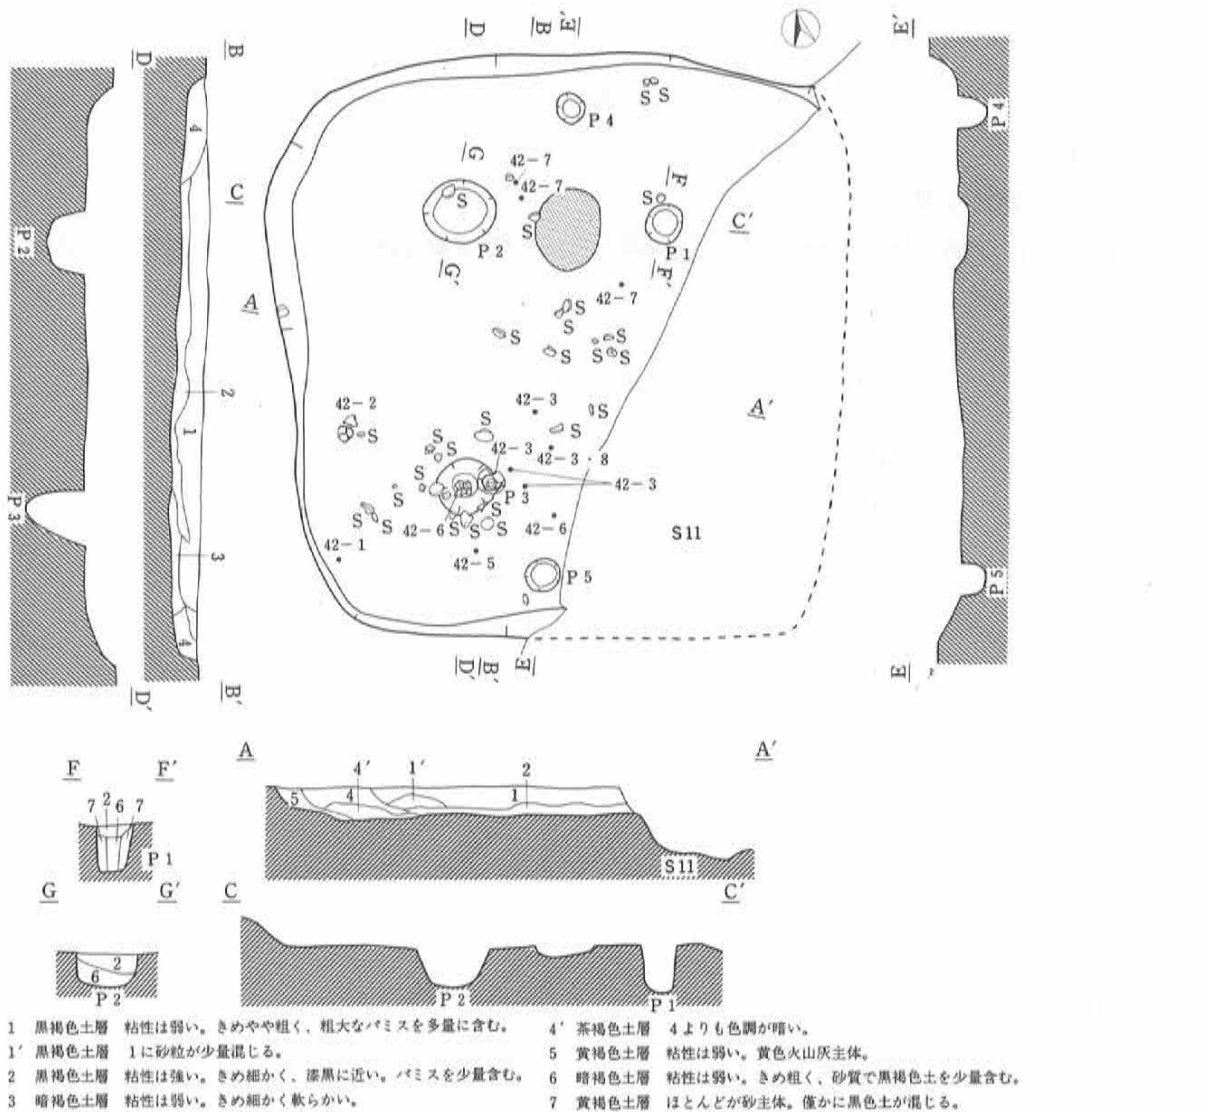 D
B
E′
E′
D
B
P 4
S S
P 4
4
G
42－7
42－7
F
C
S
S
S
C′
P 2
P 2
P 1
G′
F′
A
42－7
S
S
S
S
S
S S
2
42－3
A′
42－2
1
S
S
S
S
S
S
42－3
42－3・8
S
42－3
P 3
S
P 3
S
S
S
42－6
S S S
42－6
S11
42－1
3
42－5
P 5
P 5
4
D′
B′
E
E
D′
B′
A
A′
F
F′
4′
1′
2
7 2 6 7
5
4
1
P 1
S11
G
G′
C
C′
2
6
P 2
P 2
P 1
1 黒褐色土層 粘性は弱い。きめやや粗く、粗大なパミスを多量に含む。
1′ 黒褐色土層 1に砂粒が少量混じる。
2 黒褐色土層 粘性は強い。きめ細かく、漆黒に近い。パミスを少量含む。
3 暗褐色土層 粘性は弱い。きめ細かく軟らかい。
4′ 茶褐色土層 4よりも色調が暗い。
5 黄褐色土層 粘性は弱い。黄色火山灰主体。
6 暗褐色土層 粘性は弱い。きめ粗く、砂質で黒褐色土を少量含む。
7 黄褐色土層 ほとんどが砂主体。僅かに黒色土が混じる。